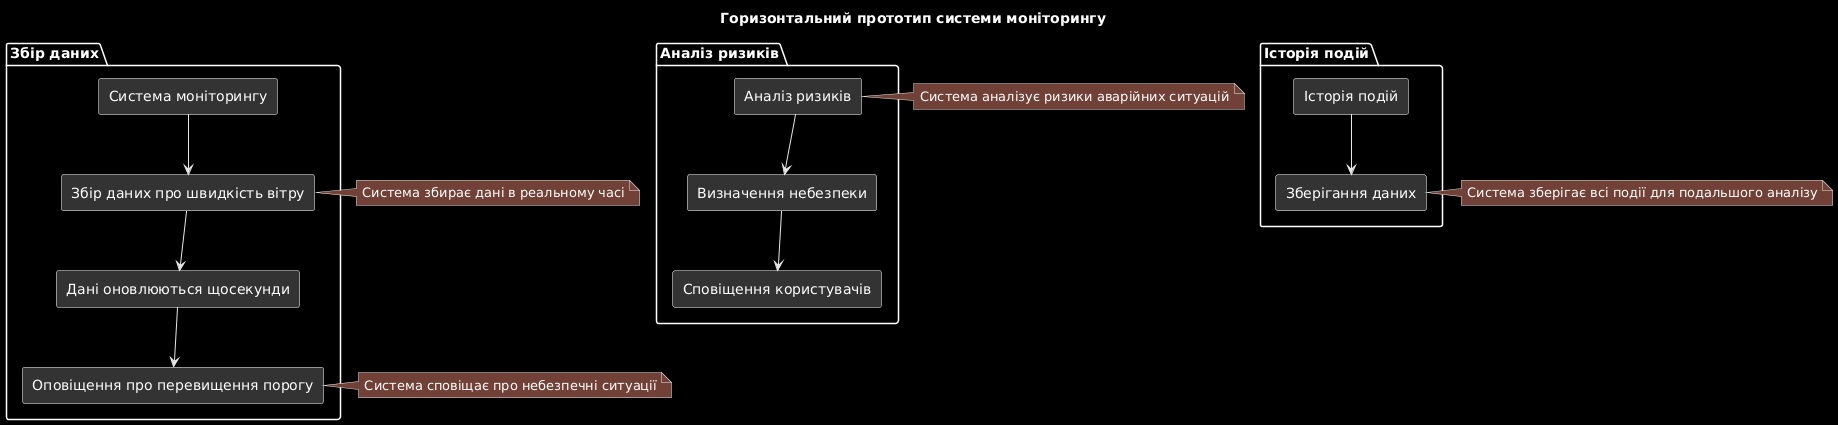 Горизонтальний прототип системи моніторингу
Збір даних
Система моніторингу
Збір даних про швидкість вітру
Система збирає дані в реальному часі
Дані оновлюються щосекунди
Оповіщення про перевищення порогу
Система сповіщає про небезпечні ситуації
Аналіз ризиків
Аналіз ризиків
Система аналізує ризики аварійних ситуацій
Визначення небезпеки
Сповіщення користувачів
Історія подій
Історія подій
Зберігання даних
Система зберігає всі події для подальшого аналізу